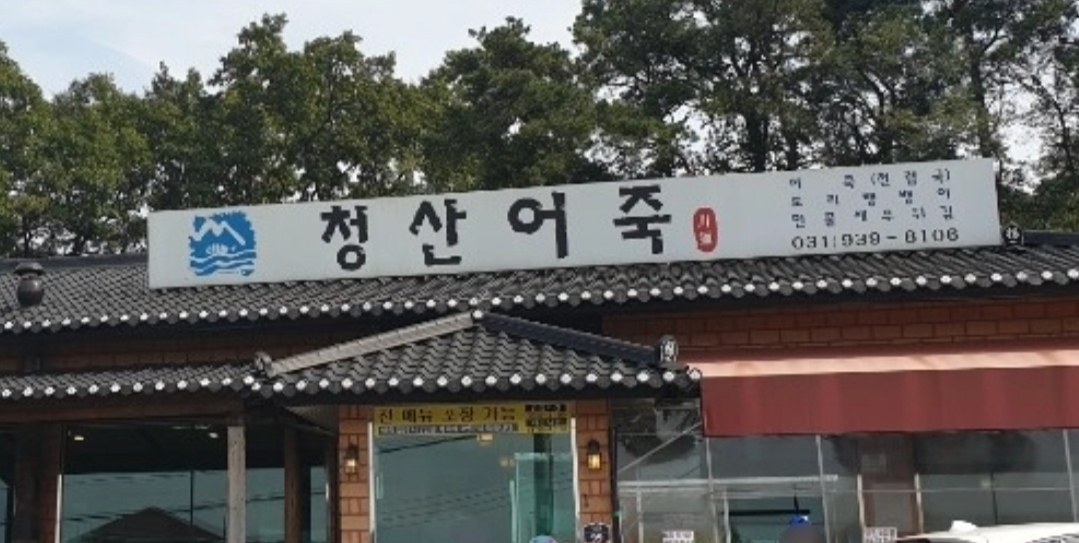 청산어죽
어죽(천렵국)
도리뱅뱅이
민물새우튀김
031)939-8108
전 메뉴 포장 가능